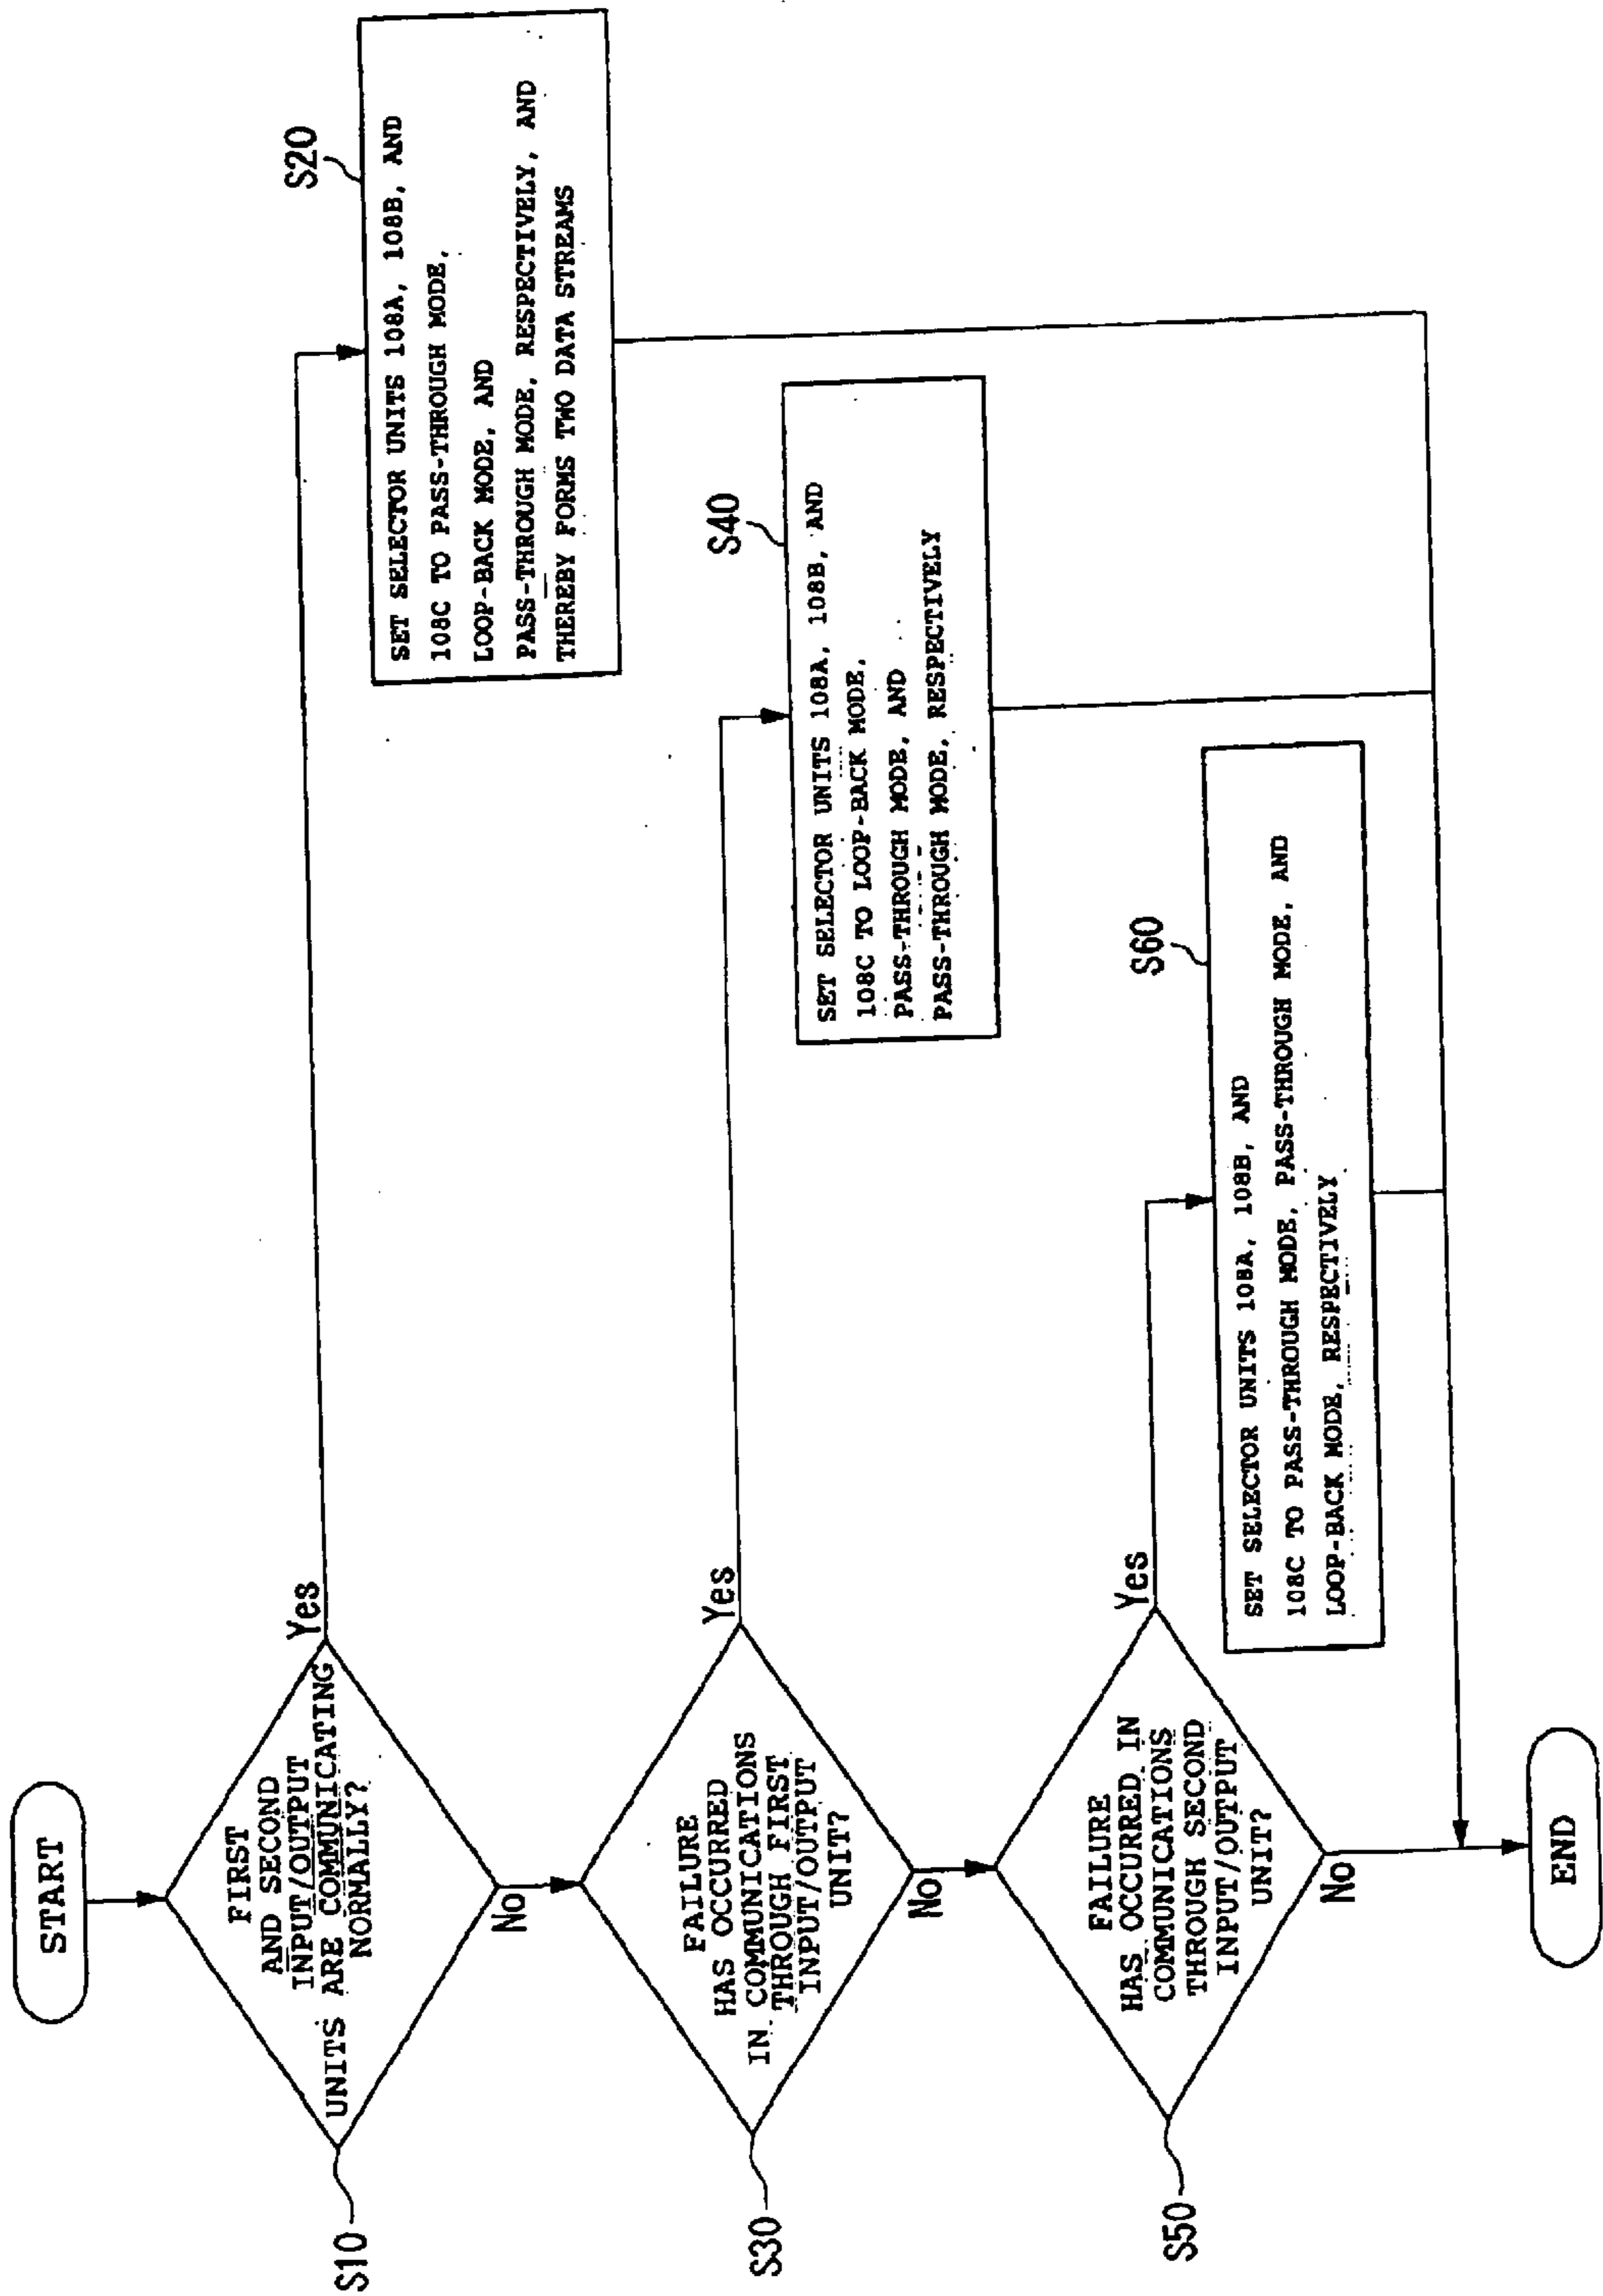 START
FIRST
AND SECOND
INPUT/OUTPUT
UNITS ARE COMMUNICATING
NORMALLY?
S10
Yes
No
S20
SET SELECTOR UNITS 108A, 108B, AND
108C TO PASS-THROUGH MODE,
LOOP-BACK MODE, AND
PASS-THROUGH MODE, RESPECTIVELY, AND
THEREBY FORMS TWO DATA STREAMS
FAILURE
HAS OCCURRED
IN COMMUNICATIONS
THROUGH FIRST
INPUT/OUTPUT
UNIT?
S30
Yes
No
S40
SET SELECTOR UNITS 108A, 108B, AND
108C TO LOOP-BACK MODE,
PASS-THROUGH MODE, AND
PASS-THROUGH MODE, RESPECTIVELY
FAILURE
HAS OCCURRED IN
COMMUNICATIONS
THROUGH SECOND
INPUT/OUTPUT
UNIT?
S50
Yes
No
S60
SET SELECTOR UNITS 108A, 108B, AND
108C TO PASS-THROUGH MODE, PASS-THROUGH MODE, AND
LOOP-BACK MODE, RESPECTIVELY
END